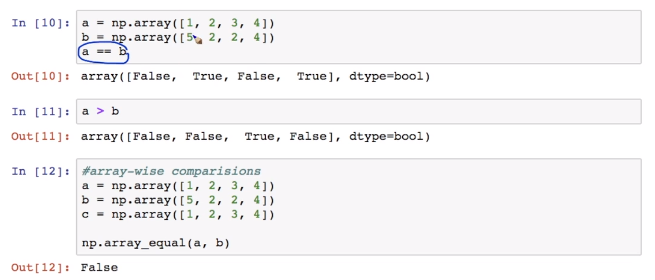 In [10]: a = np.array([1, 2, 3, 4])
b = np.array([5, 2, 2, 4])
a == b
Out[10]: array([False,  True, False,  True], dtype=bool)
In [11]: a > b
Out[11]: array([False, False,  True, False], dtype=bool)
In [12]: #array-wise comparisions
a = np.array([1, 2, 3, 4])
b = np.array([5, 2, 2, 4])
c = np.array([1, 2, 3, 4])
np.array_equal(a, b)
Out[12]: False